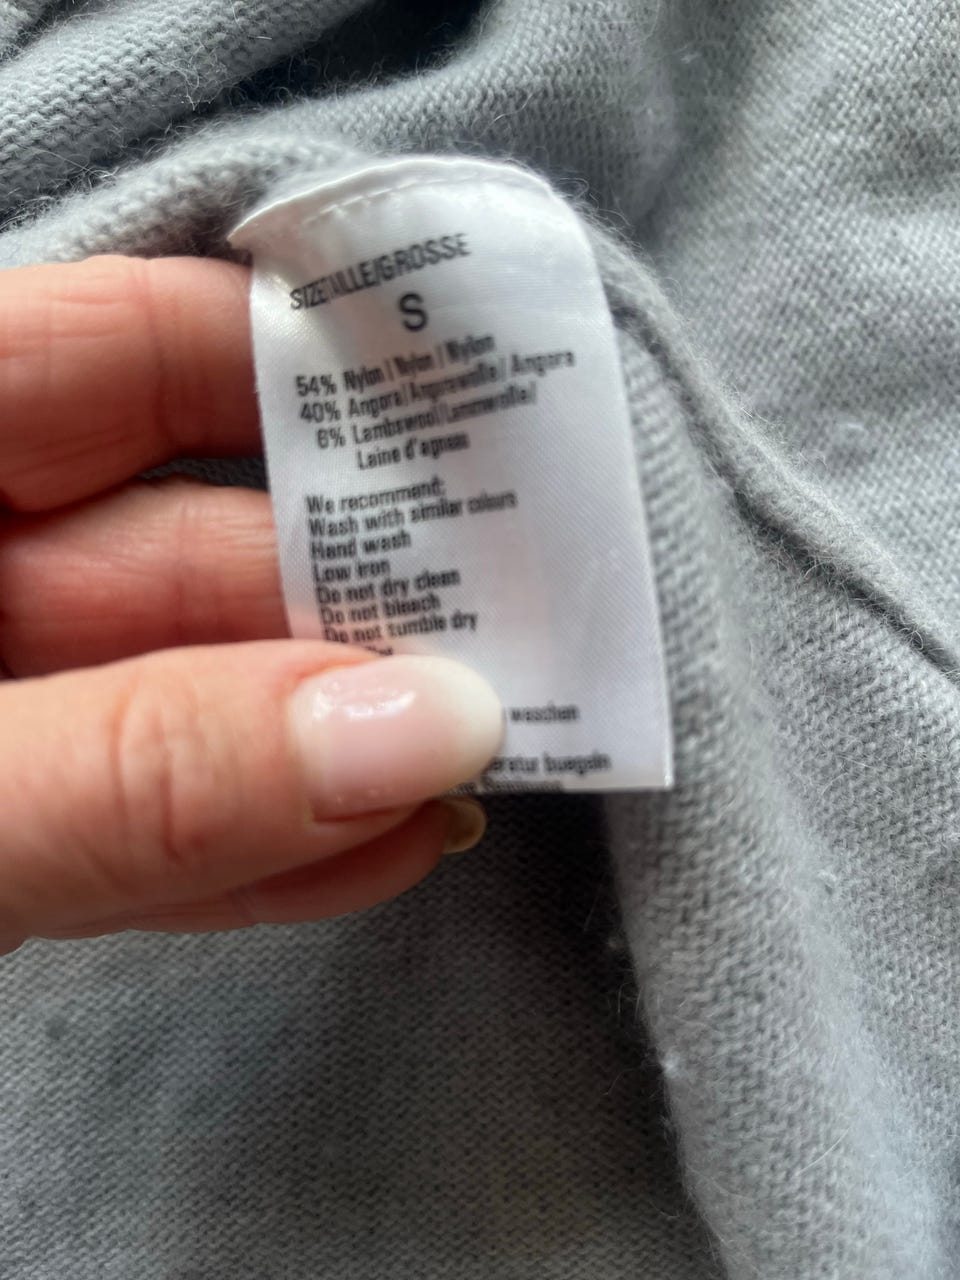 SIZE/TAILLE/GROSSE
S
54% Nylon / Nylon / Nylon
40% Angora/Angorawolle/ Angora
6% Lambswool/Lammwolle/
Laine d'agneau
We recommend:
Wash with similar colours
Hand wash
Low iron
Do not dry clean
Do not bleach
Do not tumble dry
waschen
eratur buegeln